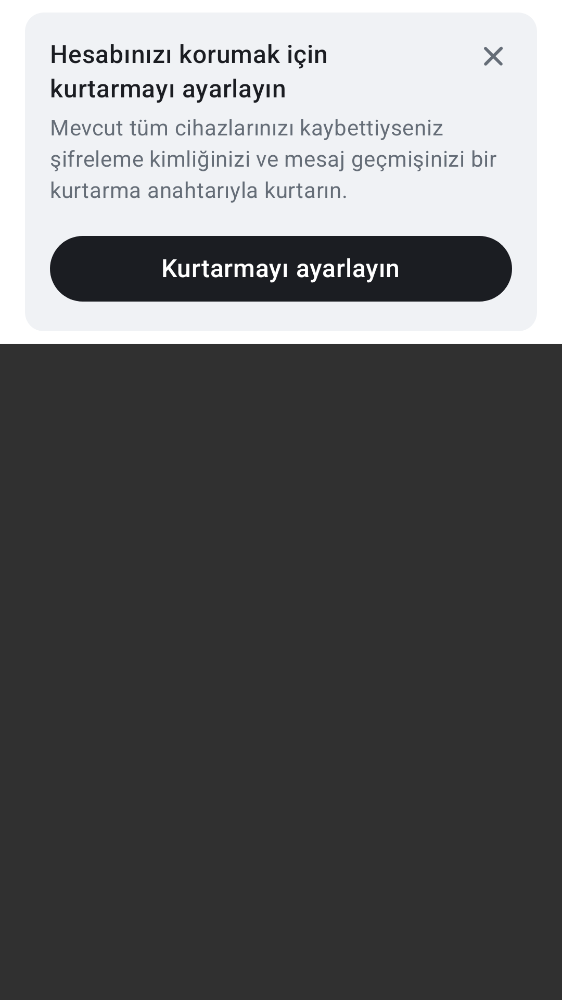 Hesabınızı korumak için
kurtarmayı ayarlayın
Mevcut tüm cihazlarınızı kaybettiyseniz
şifreleme kimliğinizi ve mesaj geçmişinizi bir
kurtarma anahtarıyla kurtarın.
Kurtarmayı ayarlayın